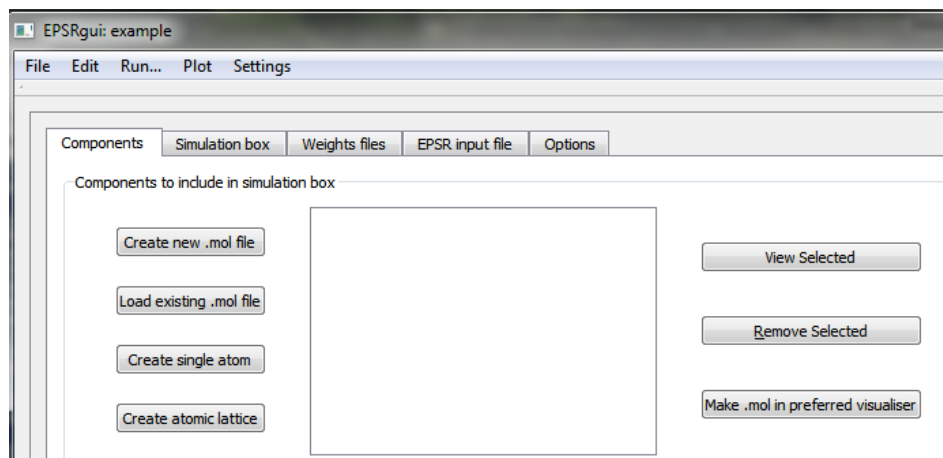 EPSRgui: example
File Edit Run... Plot Settings
Components Simulation box Weights files EPSR input file Options
Components to include in simulation box
Create new .mol file
View Selected
Load existing .mol file
Remove Selected
Create single atom
Make .mol in preferred visualiser
Create atomic lattice